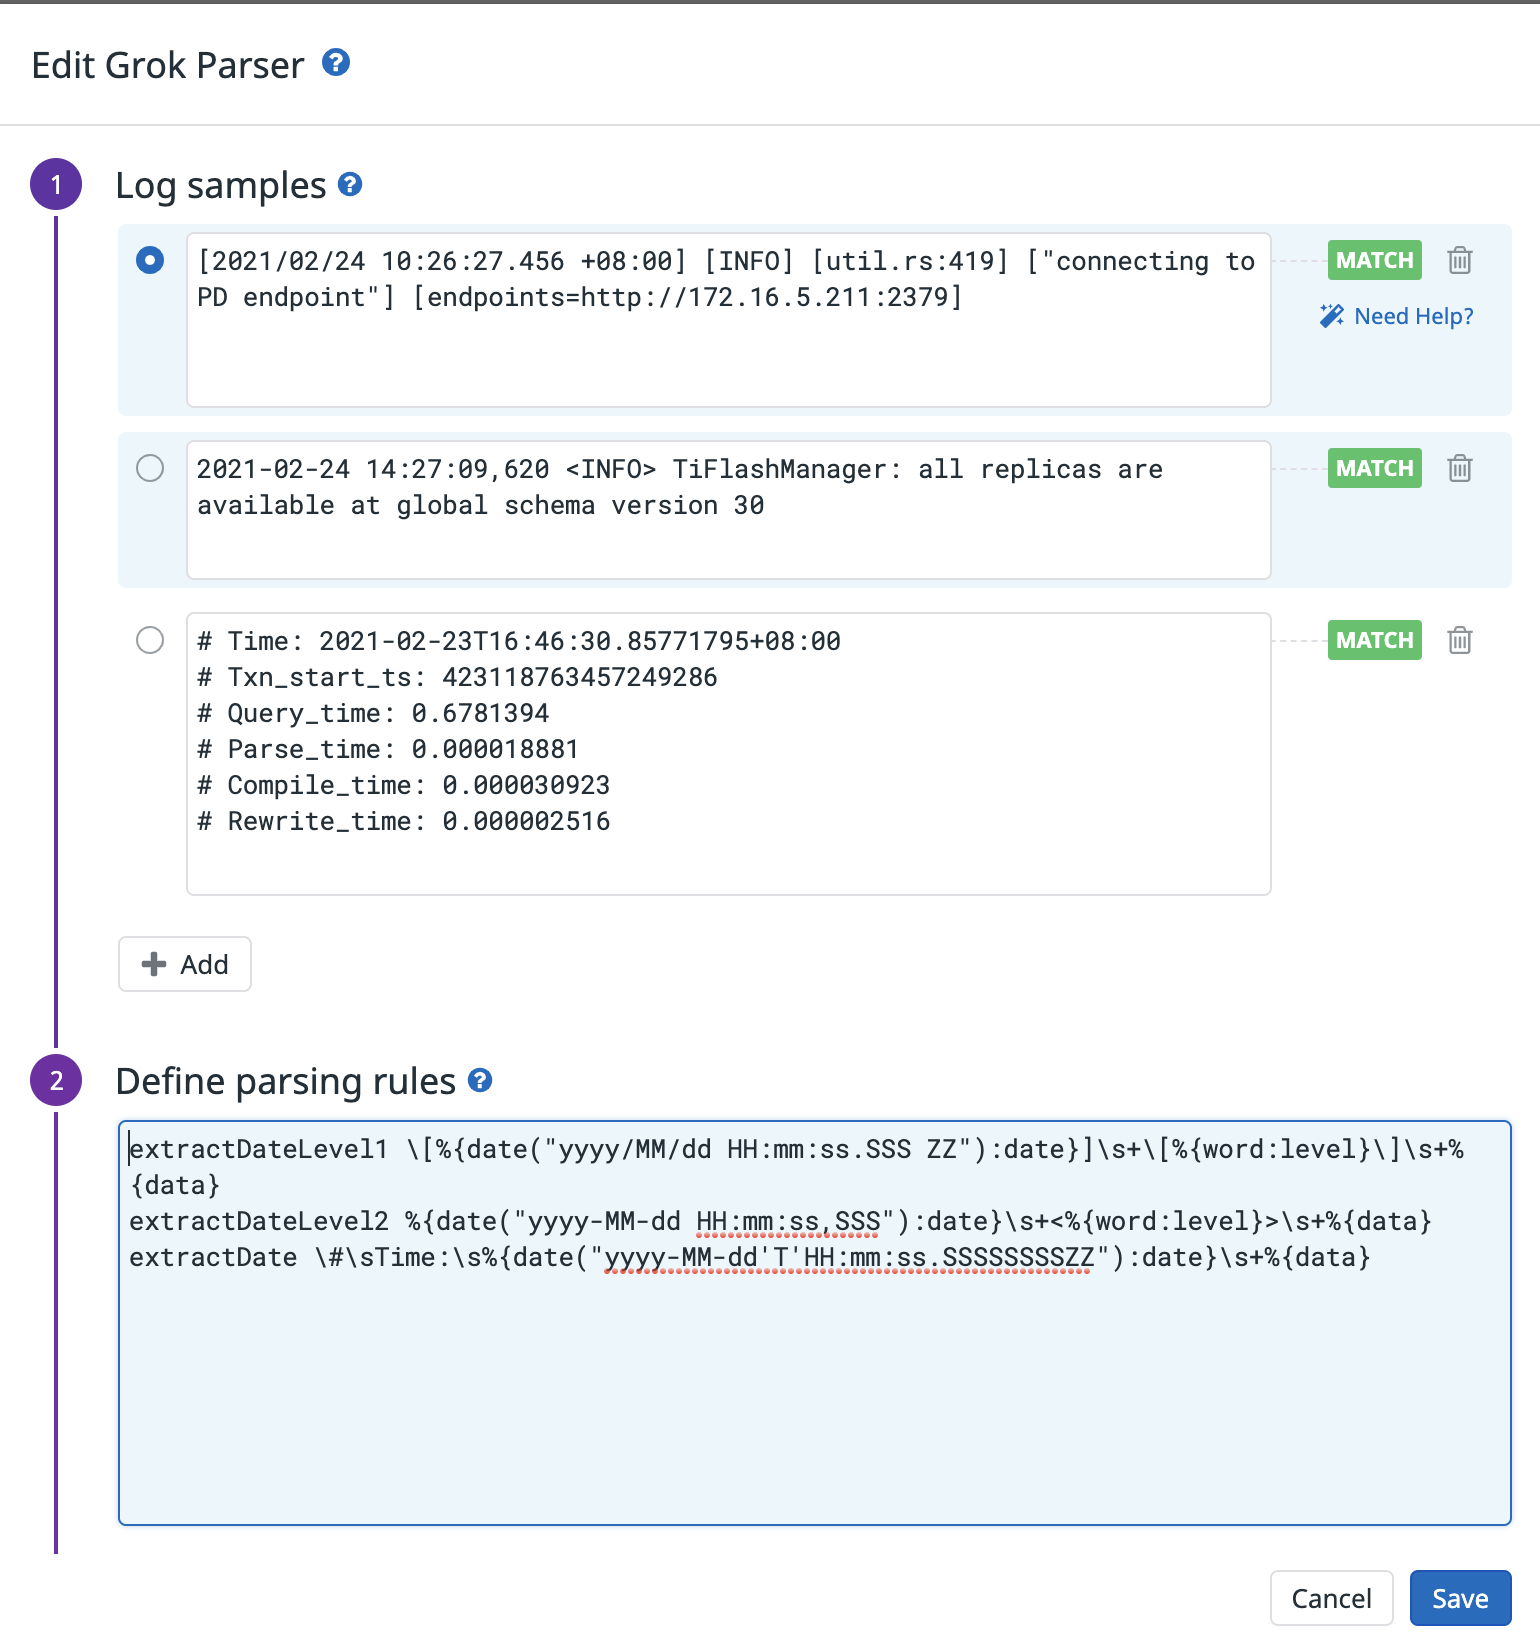 Edit Grok Parser ?
1 Log samples ?
[2021/02/24 10:26:27.456 +08:00] [INFO] [util.rs:419] ["connecting to
PD endpoint"] [endpoints=http://172.16.5.211:2379]
MATCH
Need Help?
2021-02-24 14:27:09,620 <INFO> TiFlashManager: all replicas are
available at global schema version 30
MATCH
# Time: 2021-02-23T16:46:30.85771795+08:00
# Txn_start_ts: 423118763457249286
# Query_time: 0.6781394
# Parse_time: 0.000018881
# Compile_time: 0.000030923
# Rewrite_time: 0.000002516
MATCH
Add
2 Define parsing rules ?
extractDateLevel1 \[%{date("yyyy/MM/dd HH:mm:ss.SSS ZZ"):date}]\s+\[%{word:level}\]\s+%
{data}
extractDateLevel2 %{date("yyyy-MM-dd HH:mm:ss,SSS"):date}\s+<%{word:level}>\s+%{data}
extractDate \#\sTime:\s%{date("yyyy-MM-dd'T'HH:mm:ss.SSSSSSSSZZ"):date}\s+%{data}
Cancel
Save